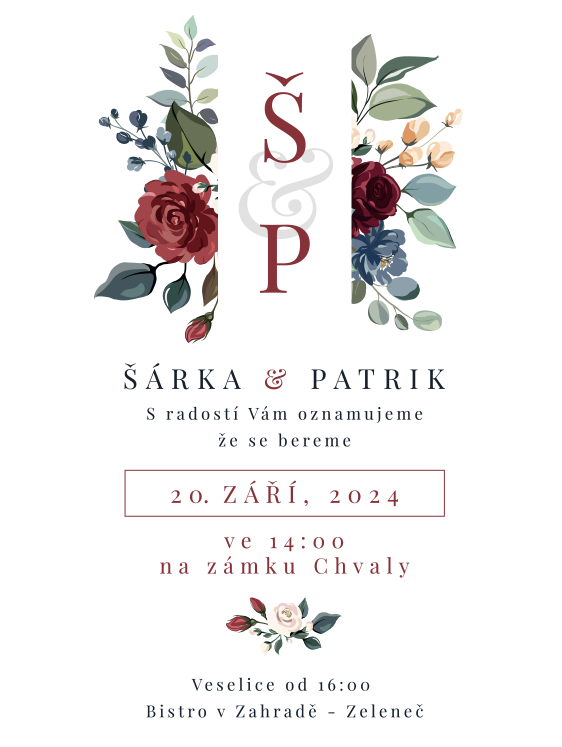 Š
&
P
ŠÁRKA & PATRIK
S radostí Vám oznamujeme
že se bereme
20. ZÁŘÍ, 2024
ve 14:00
na zámku Chvaly
Veselice od 16:00
Bistro v Zahradě - Zeleneč